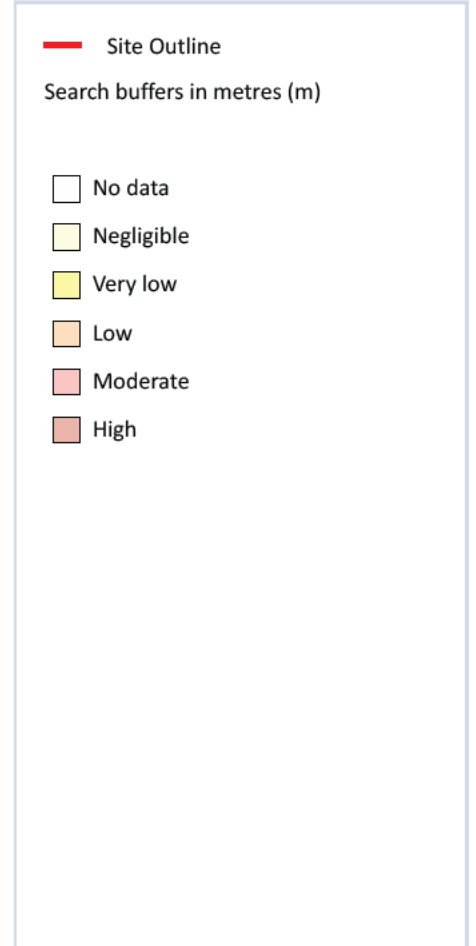 Site Outline
Search buffers in metres (m)
No data
Negligible
Very low
Low
Moderate
High